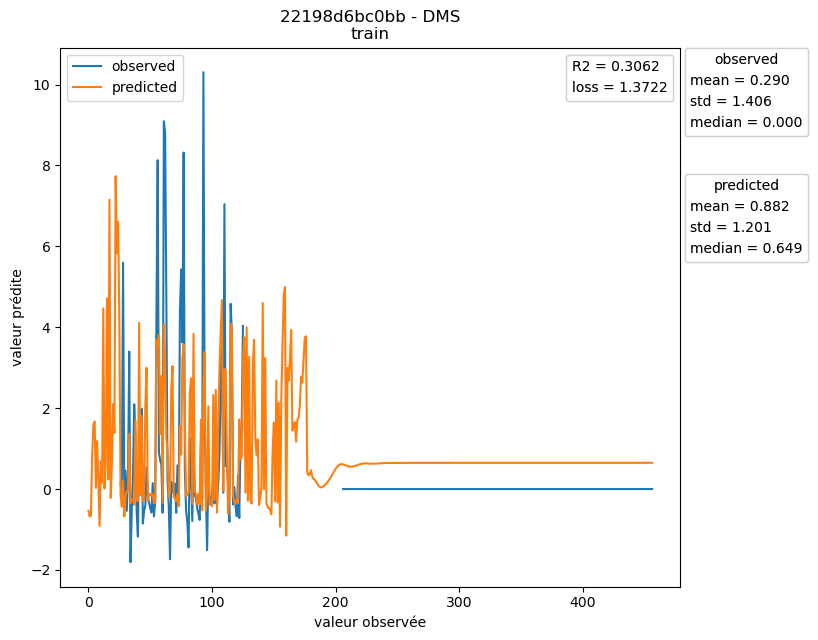 22198d6bc0bb - DMS
train
observed
predicted
R2 = 0.3062
loss = 1.3722
observed
mean = 0.290
std = 1.406
median = 0.000
predicted
mean = 0.882
std = 1.201
median = 0.649
10
8
6
4
2
0
−2
valeur prédite
0
100
200
300
400
valeur observée